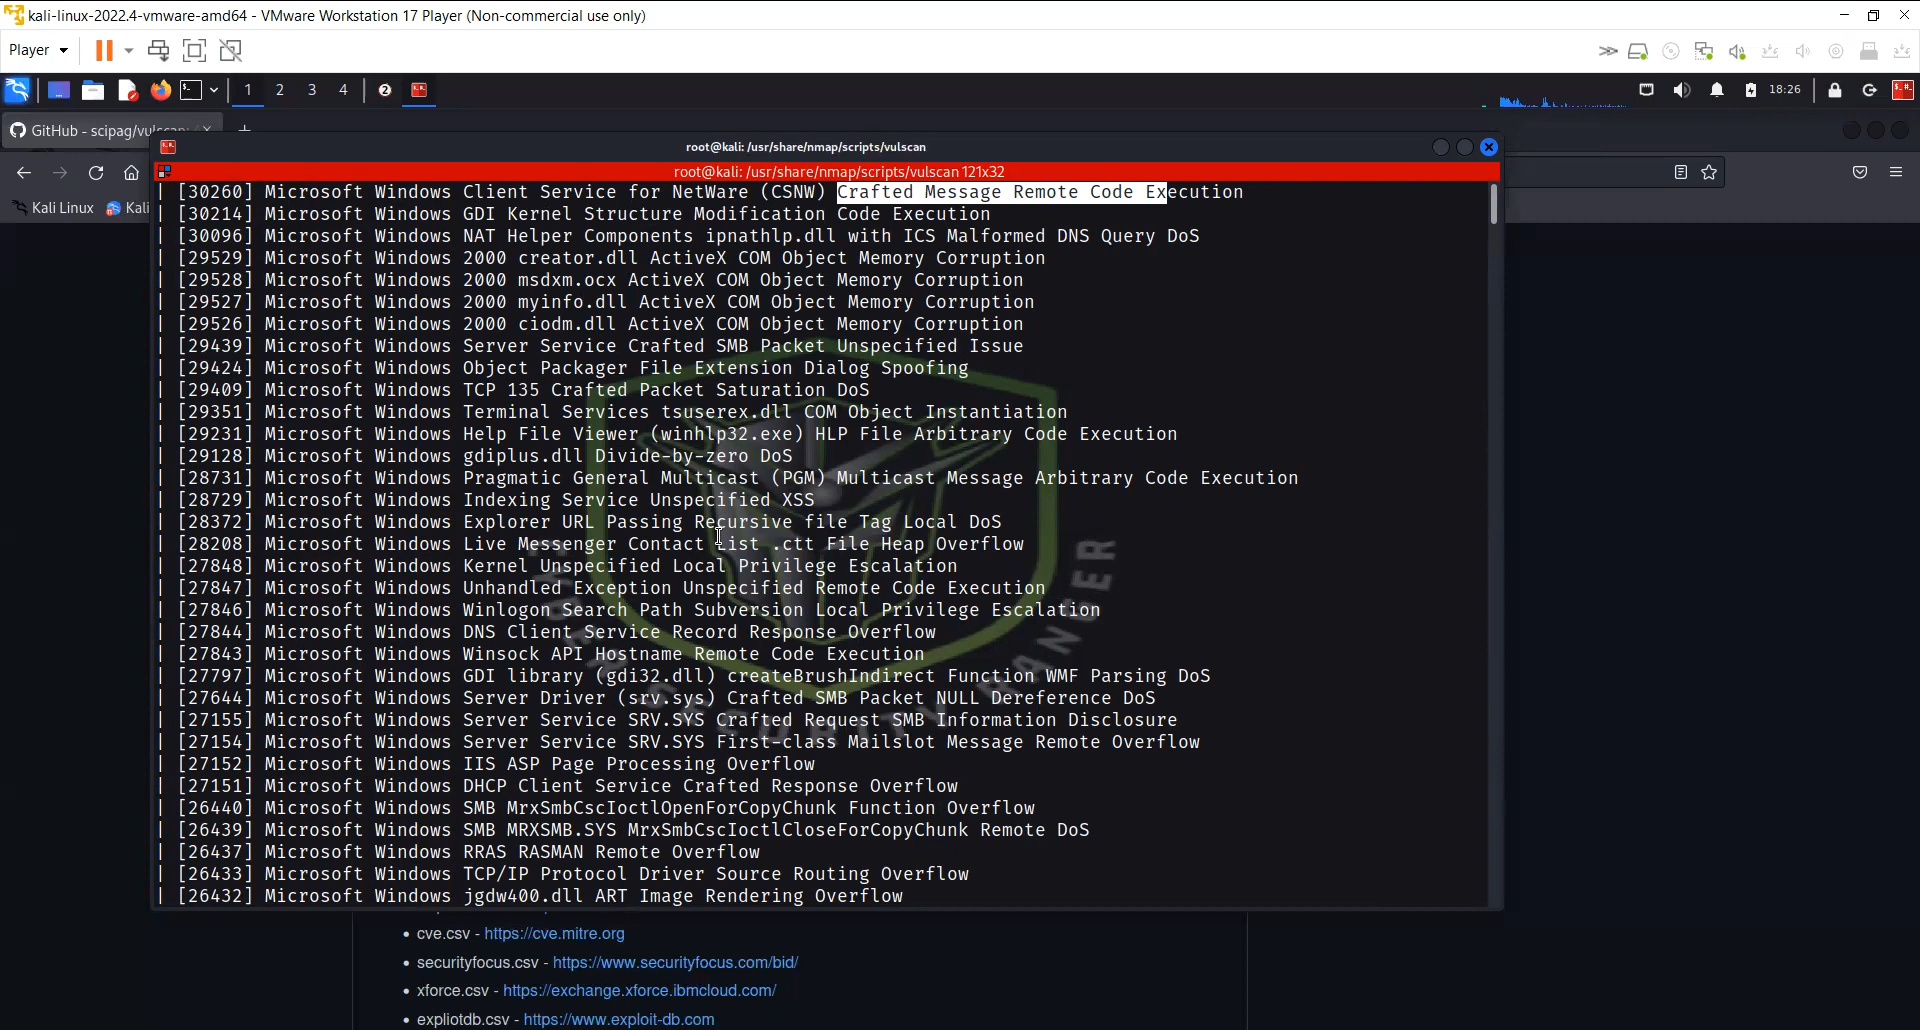 kali-linux-2022.4-vmware-amd64 - VMware Workstation 17 Player (Non-commercial use only)
Player
1 2 3 4 2 18:26
GitHub - scipag/vulscan:
root@kali: /usr/share/nmap/scripts/vulscan
root@kali: /usr/share/nmap/scripts/vulscan 121x32
Kali Linux Kali
| [30260] Microsoft Windows Client Service for NetWare (CSNW) Crafted Message Remote Code Execution
| [30214] Microsoft Windows GDI Kernel Structure Modification Code Execution
| [30096] Microsoft Windows NAT Helper Components ipnathlp.dll with ICS Malformed DNS Query DoS
| [29529] Microsoft Windows 2000 creator.dll ActiveX COM Object Memory Corruption
| [29528] Microsoft Windows 2000 msdxm.ocx ActiveX COM Object Memory Corruption
| [29527] Microsoft Windows 2000 myinfo.dll ActiveX COM Object Memory Corruption
| [29526] Microsoft Windows 2000 ciodm.dll ActiveX COM Object Memory Corruption
| [29439] Microsoft Windows Server Service Crafted SMB Packet Unspecified Issue
| [29424] Microsoft Windows Object Packager File Extension Dialog Spoofing
| [29409] Microsoft Windows TCP 135 Crafted Packet Saturation DoS
| [29351] Microsoft Windows Terminal Services tsuserex.dll COM Object Instantiation
| [29231] Microsoft Windows Help File Viewer (winhlp32.exe) HLP File Arbitrary Code Execution
| [29128] Microsoft Windows gdiplus.dll Divide-by-zero DoS
| [28731] Microsoft Windows Pragmatic General Multicast (PGM) Multicast Message Arbitrary Code Execution
| [28729] Microsoft Windows Indexing Service Unspecified XSS
| [28372] Microsoft Windows Explorer URL Passing Recursive file Tag Local DoS
| [28208] Microsoft Windows Live Messenger Contact List .ctt File Heap Overflow
| [27848] Microsoft Windows Kernel Unspecified Local Privilege Escalation
| [27847] Microsoft Windows Unhandled Exception Unspecified Remote Code Execution
| [27846] Microsoft Windows Winlogon Search Path Subversion Local Privilege Escalation
| [27844] Microsoft Windows DNS Client Service Record Response Overflow
| [27843] Microsoft Windows Winsock API Hostname Remote Code Execution
| [27797] Microsoft Windows GDI library (gdi32.dll) createBrushIndirect Function WMF Parsing DoS
| [27644] Microsoft Windows Server Driver (srv.sys) Crafted SMB Packet NULL Dereference DoS
| [27155] Microsoft Windows Server Service SRV.SYS Crafted Request SMB Information Disclosure
| [27154] Microsoft Windows Server Service SRV.SYS First-class Mailslot Message Remote Overflow
| [27152] Microsoft Windows IIS ASP Page Processing Overflow
| [27151] Microsoft Windows DHCP Client Service Crafted Response Overflow
| [26440] Microsoft Windows SMB MrxSmbCscIoctlOpenForCopyChunk Function Overflow
| [26439] Microsoft Windows SMB MRXSMB.SYS MrxSmbCscIoctlCloseForCopyChunk Remote DoS
| [26437] Microsoft Windows RRAS RASMAN Remote Overflow
| [26433] Microsoft Windows TCP/IP Protocol Driver Source Routing Overflow
| [26432] Microsoft Windows jgdw400.dll ART Image Rendering Overflow
• cve.csv - https://cve.mitre.org
• securityfocus.csv - https://www.securityfocus.com/bid/
• xforce.csv - https://exchange.xforce.ibmcloud.com/
• expliotdb.csv - https://www.exploit-db.com